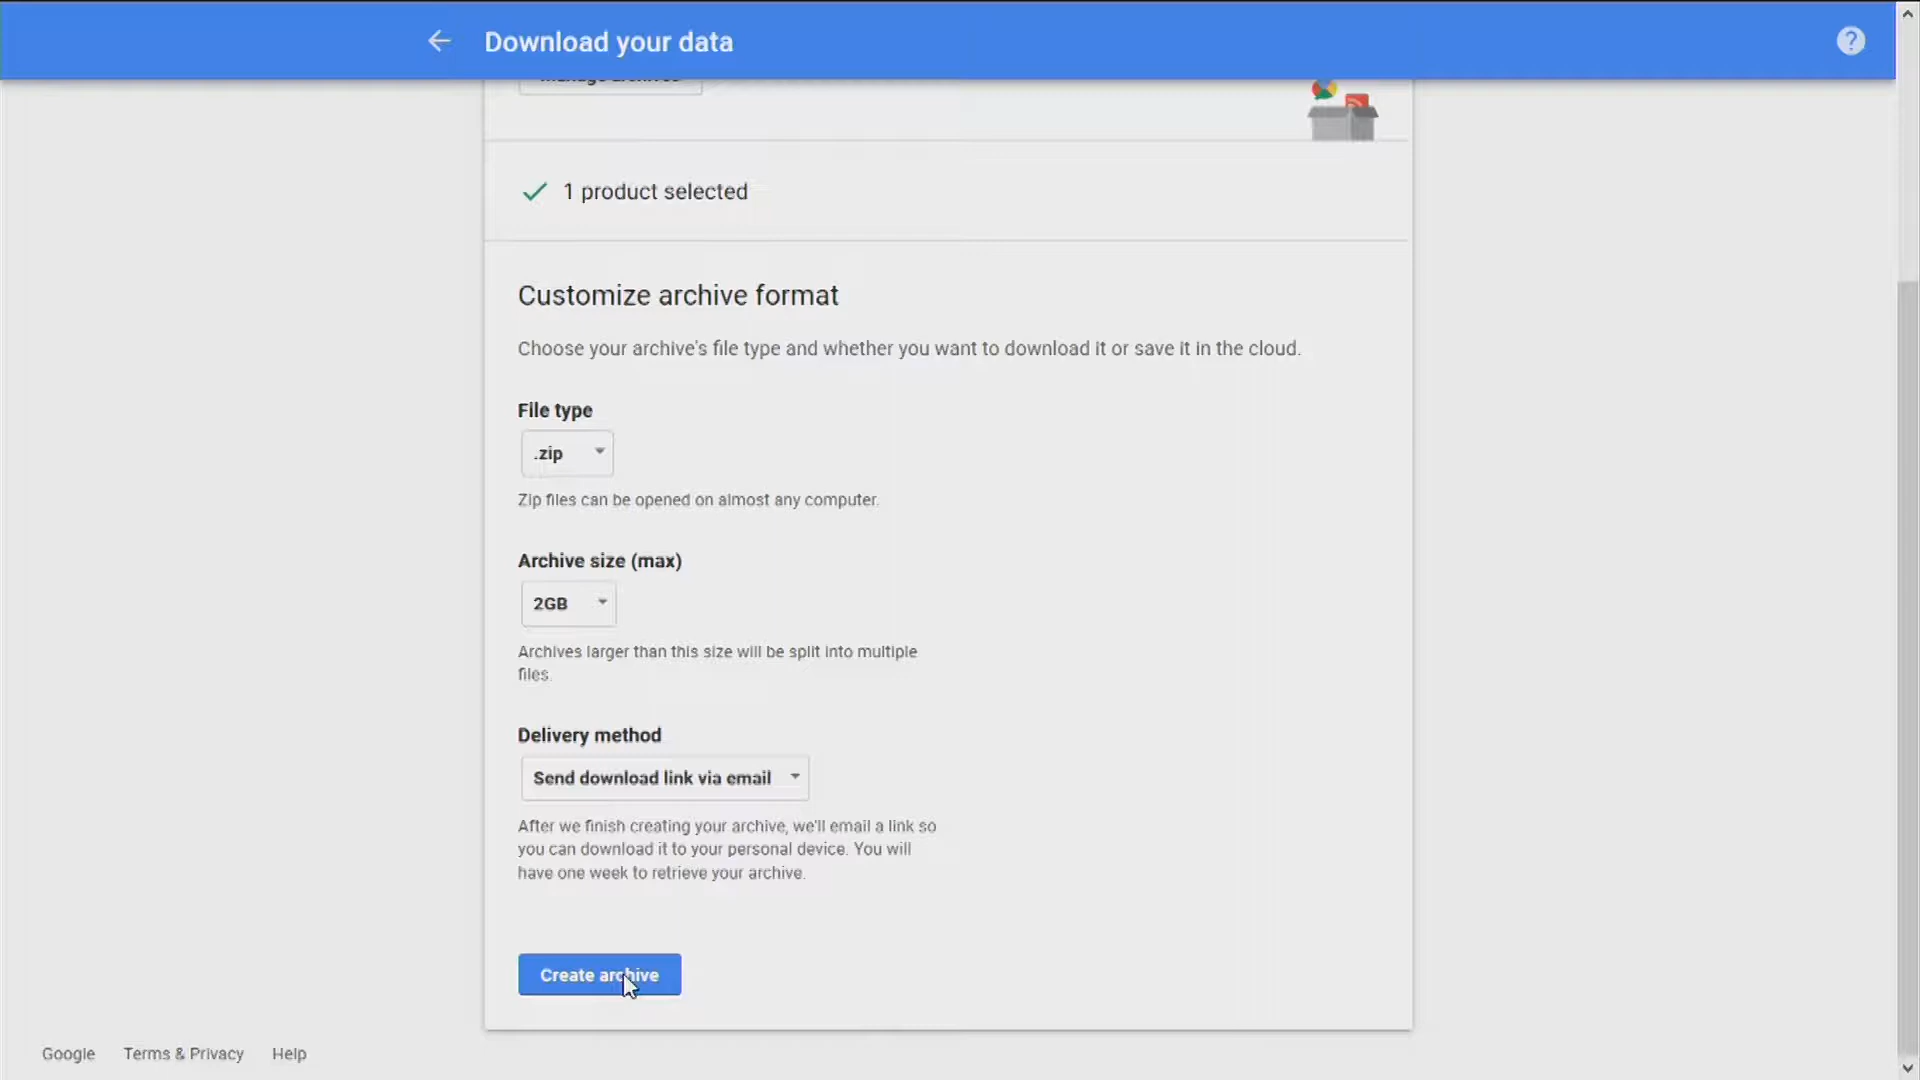 Download your data
1 product selected
Customize archive format
Choose your archive's file type and whether you want to download it or save it in the cloud.
File type
.zip
Zip files can be opened on almost any computer.
Archive size (max)
2GB
Archives larger than this size will be split into multiple
files.
Delivery method
Send download link via email
After we finish creating your archive, we'll email a link so
you can download it to your personal device. You will
have one week to retrieve your archive.
Create archive
Google Terms & Privacy Help